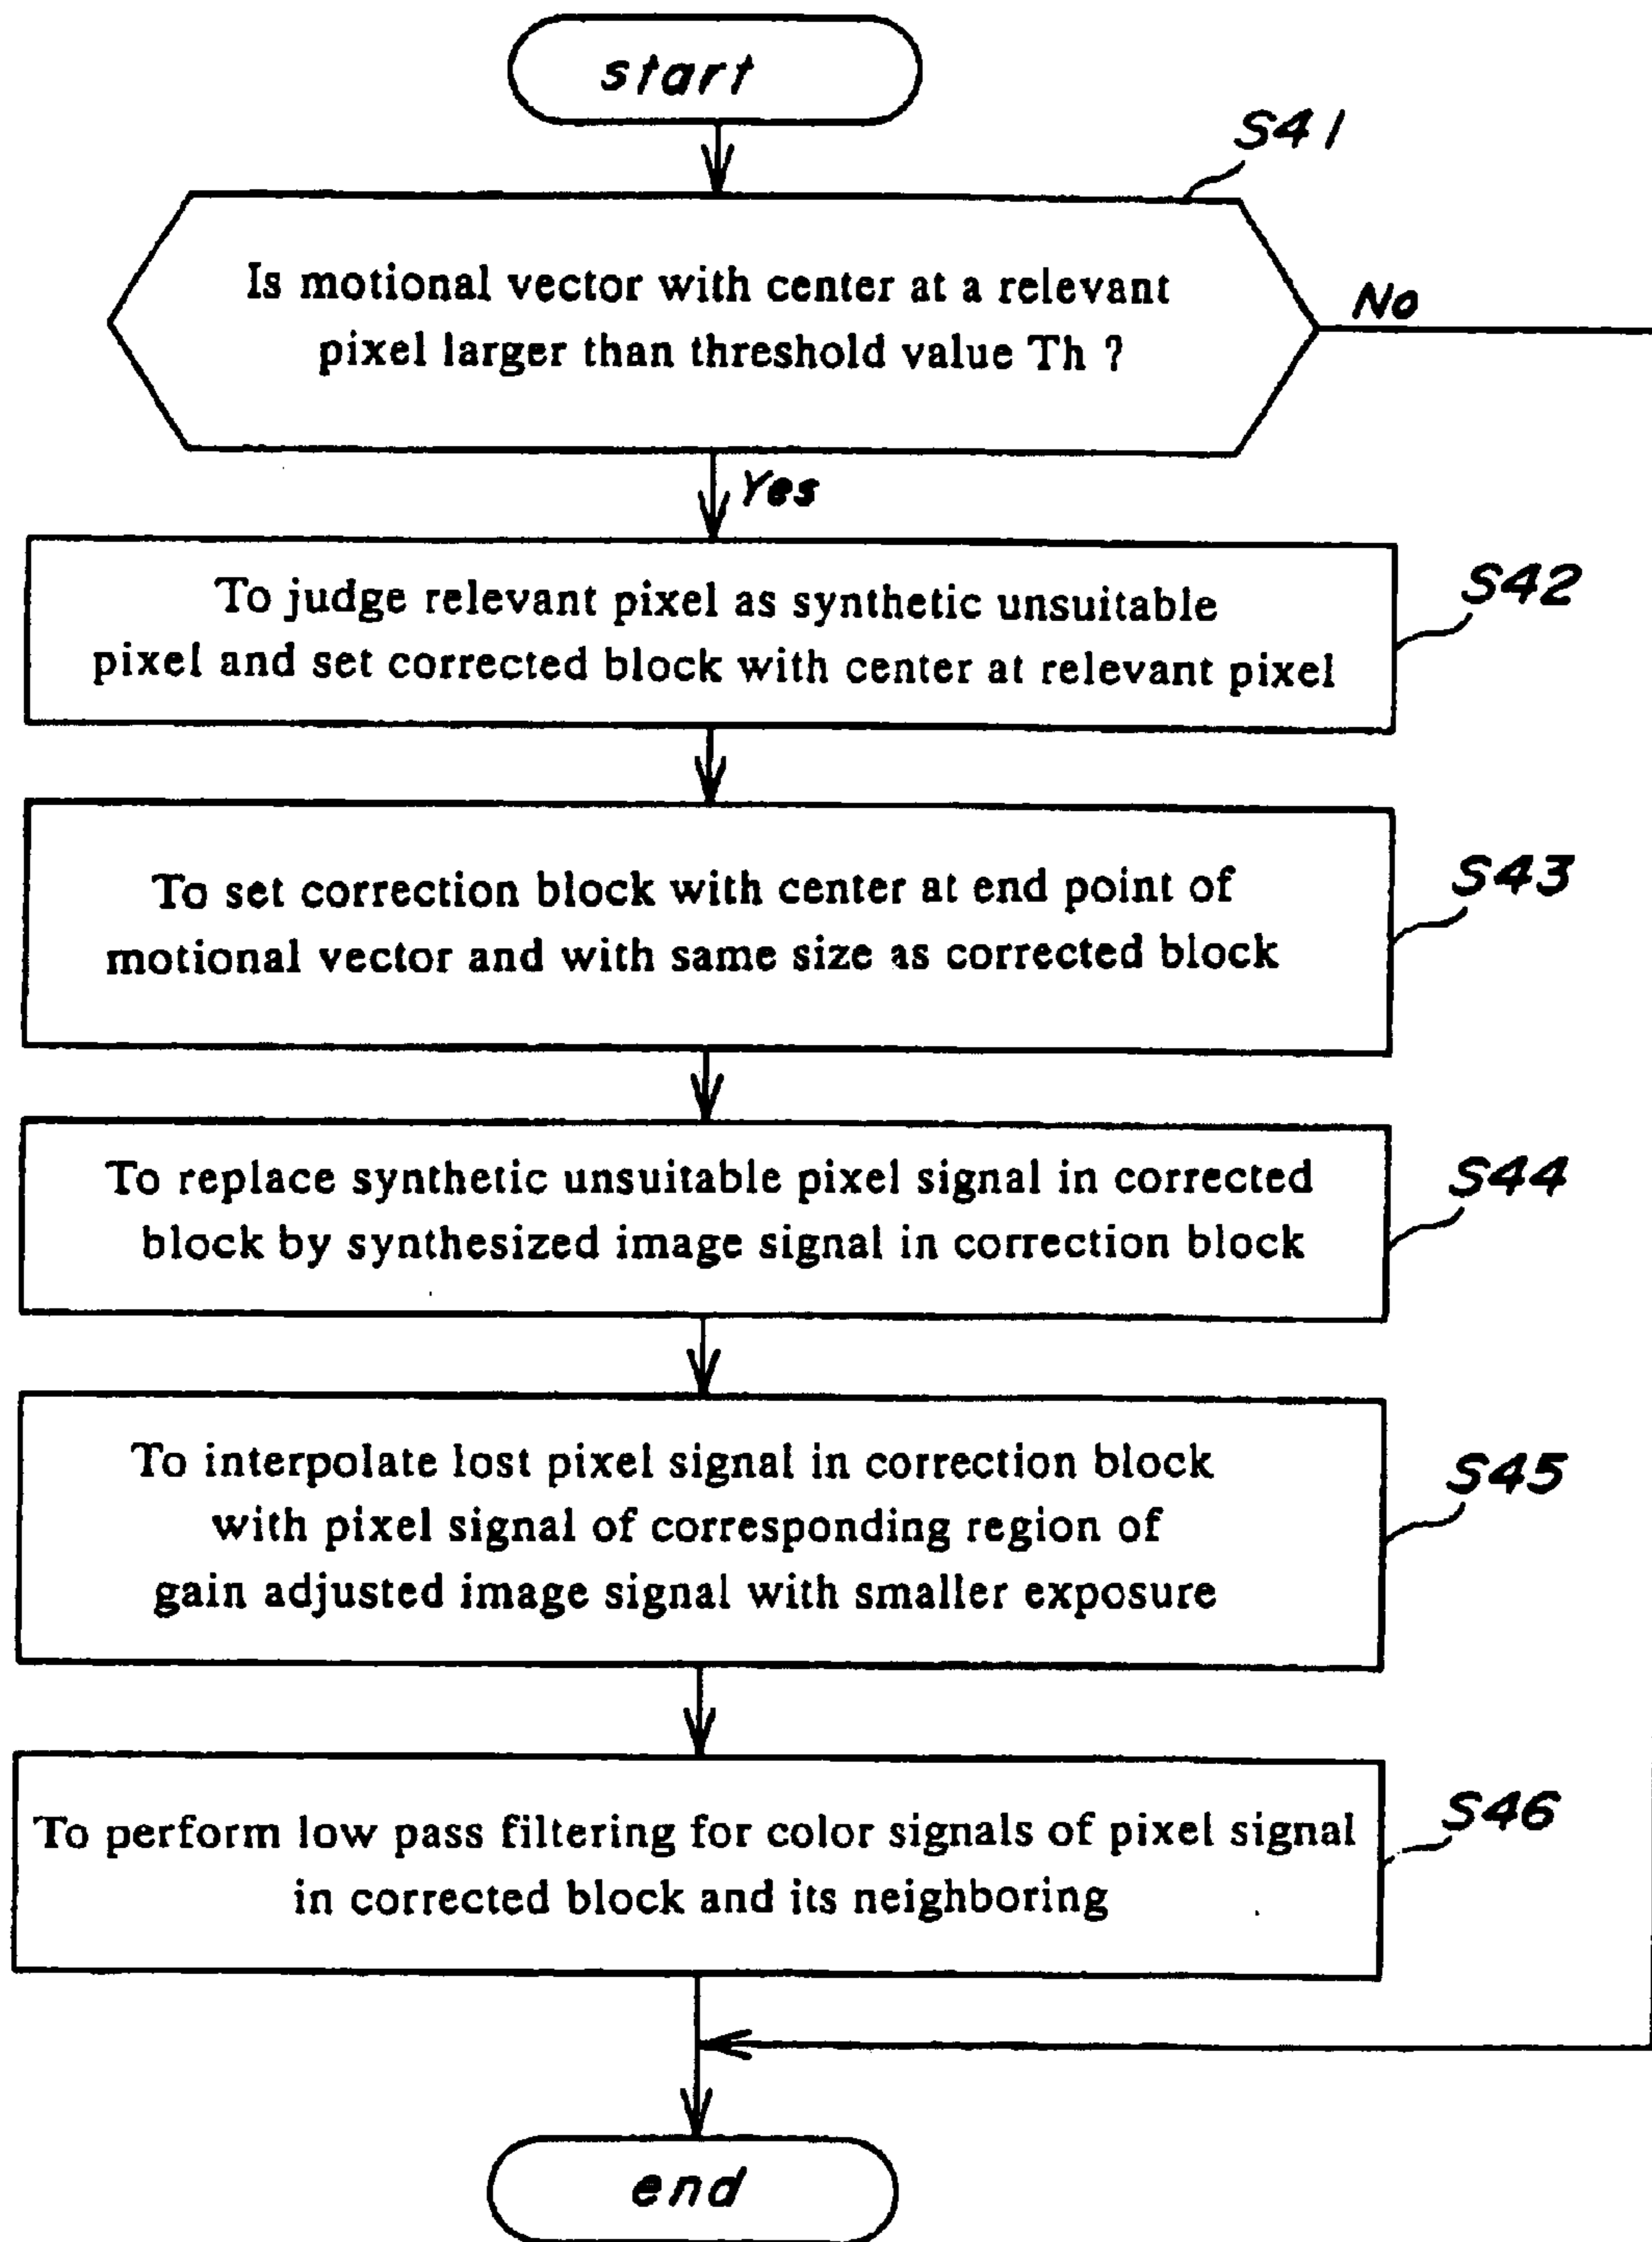 start
S41
Is motional vector with center at a relevant
pixel larger than threshold value Th ?
No
Yes
To judge relevant pixel as synthetic unsuitable
pixel and set corrected block with center at relevant pixel
S42
To set correction block with center at end point of
motional vector and with same size as corrected block
S43
To replace synthetic unsuitable pixel signal in corrected
block by synthesized image signal in correction block
S44
To interpolate lost pixel signal in correction block
with pixel signal of corresponding region of
gain adjusted image signal with smaller exposure
S45
To perform low pass filtering for color signals of pixel signal
in corrected block and its neighboring
S46
end